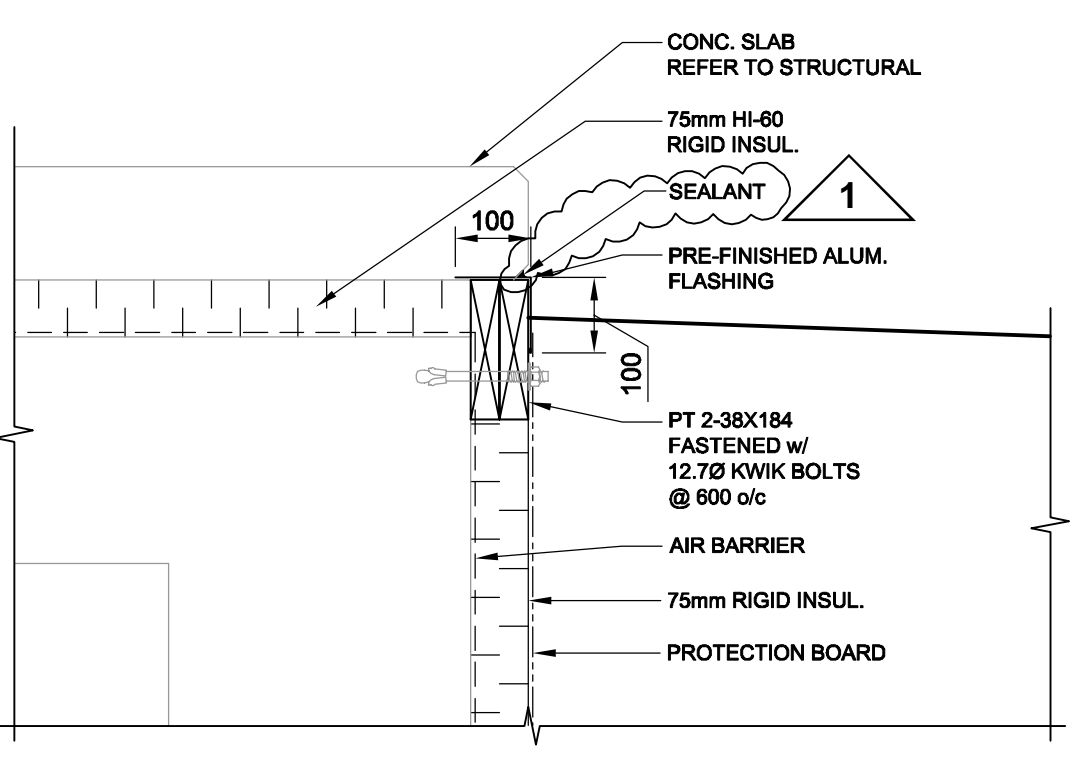 CONC. SLAB
REFER TO STRUCTURAL
75mm HI-60
RIGID INSUL.
SEALANT
1
100
PRE-FINISHED ALUM.
FLASHING
100
PT 2-38X184
FASTENED w/
12.7Ø KWIK BOLTS
@ 600 o/c
AIR BARRIER
75mm RIGID INSUL.
PROTECTION BOARD